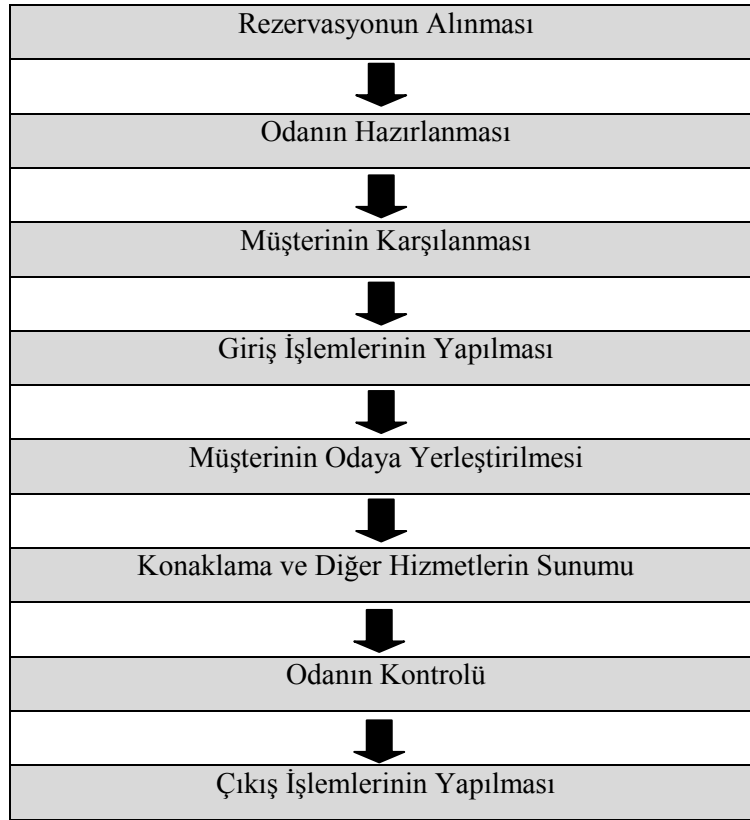 Rezervasyonun Alınması
Odanın Hazırlanması
Müşterinin Karşılanması
Giriş İşlemlerinin Yapılması
Müşterinin Odaya Yerleştirilmesi
Konaklama ve Diğer Hizmetlerin Sunumu
Odanın Kontrolü
Çıkış İşlemlerinin Yapılması